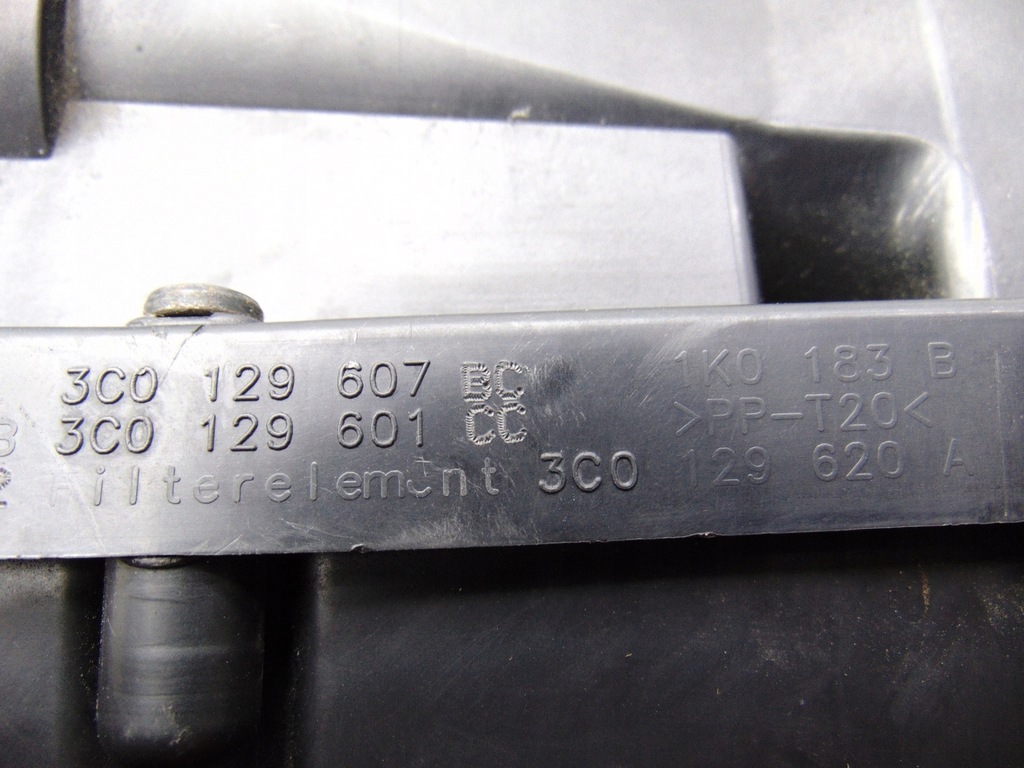 3C0 129 607 BC 1K0 183 B
B 3C0 129 601 CC >PP-T20<
Filterelement 3C0 129 620 A